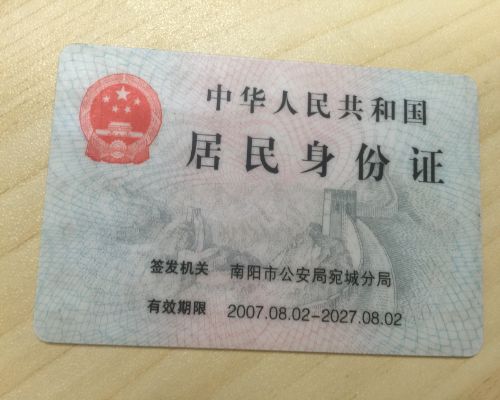 中华人民共和国
居民身份证
签发机关 南阳市公安局宛城分局
有效期限 2007.08.02-2027.08.02